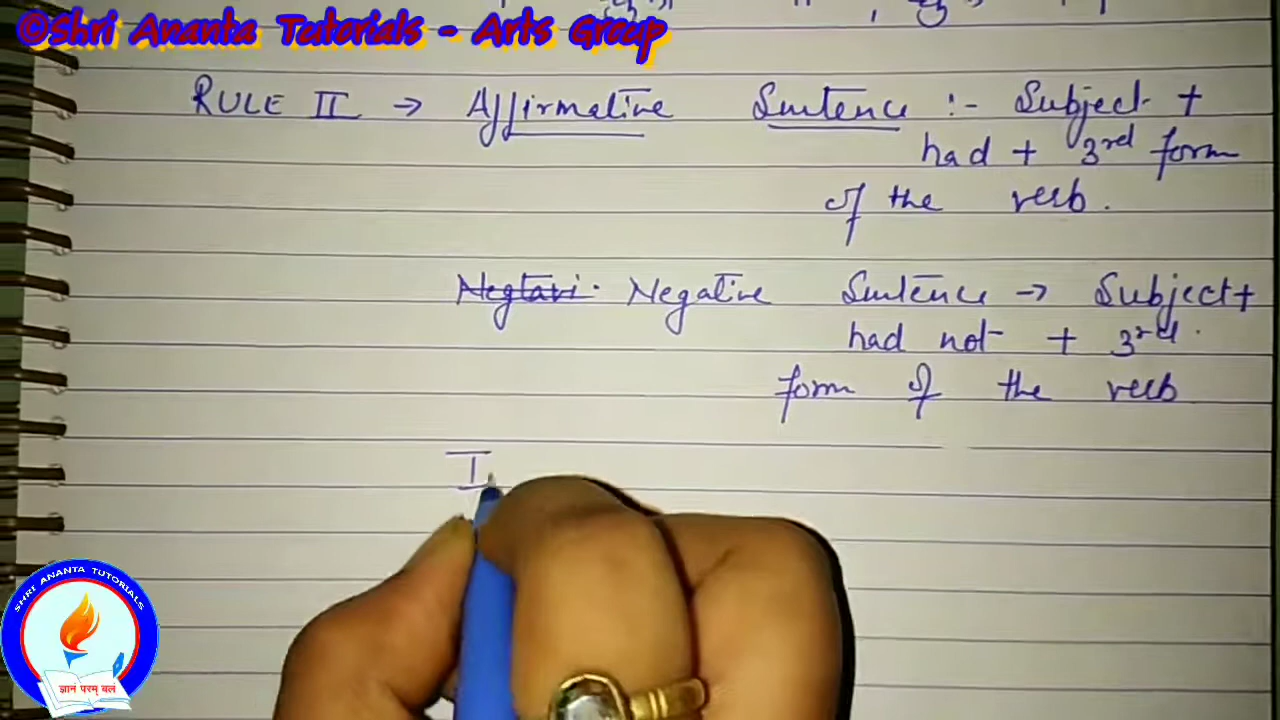 ©Shri Ananta Tutorials - Arts Group
RULE II → Affirmative Sentence :- Subject +
had + 3rd form
of the verb.
Negative Sentence → Subject +
had not + 3rd
form of the verb
I
SHRI ANANTA TUTORIALS
ज्ञानं परमं बलं